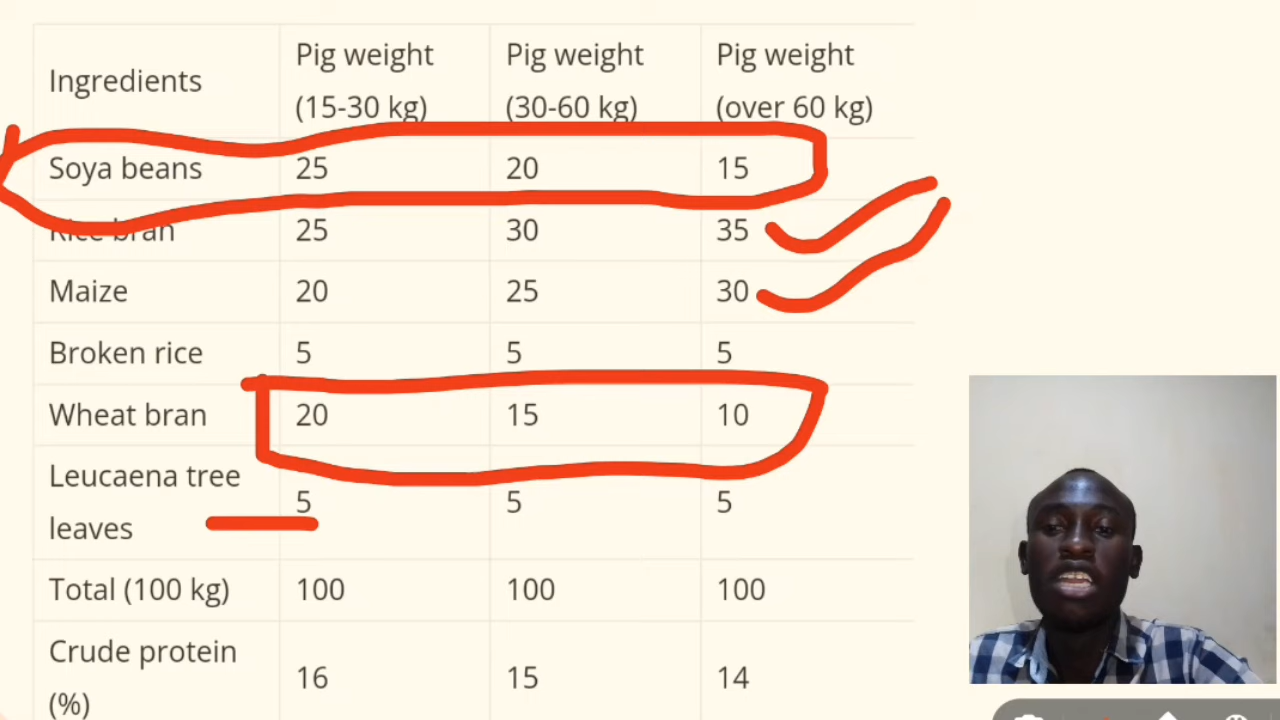 Ingredients
Pig weight (15-30 kg)
Pig weight (30-60 kg)
Pig weight (over 60 kg)
Soya beans 25 20 15
Rice bran 25 30 35
Maize 20 25 30
Broken rice 5 5 5
Wheat bran 20 15 10
Leucaena tree leaves 5 5 5
Total (100 kg) 100 100 100
Crude protein (%) 16 15 14